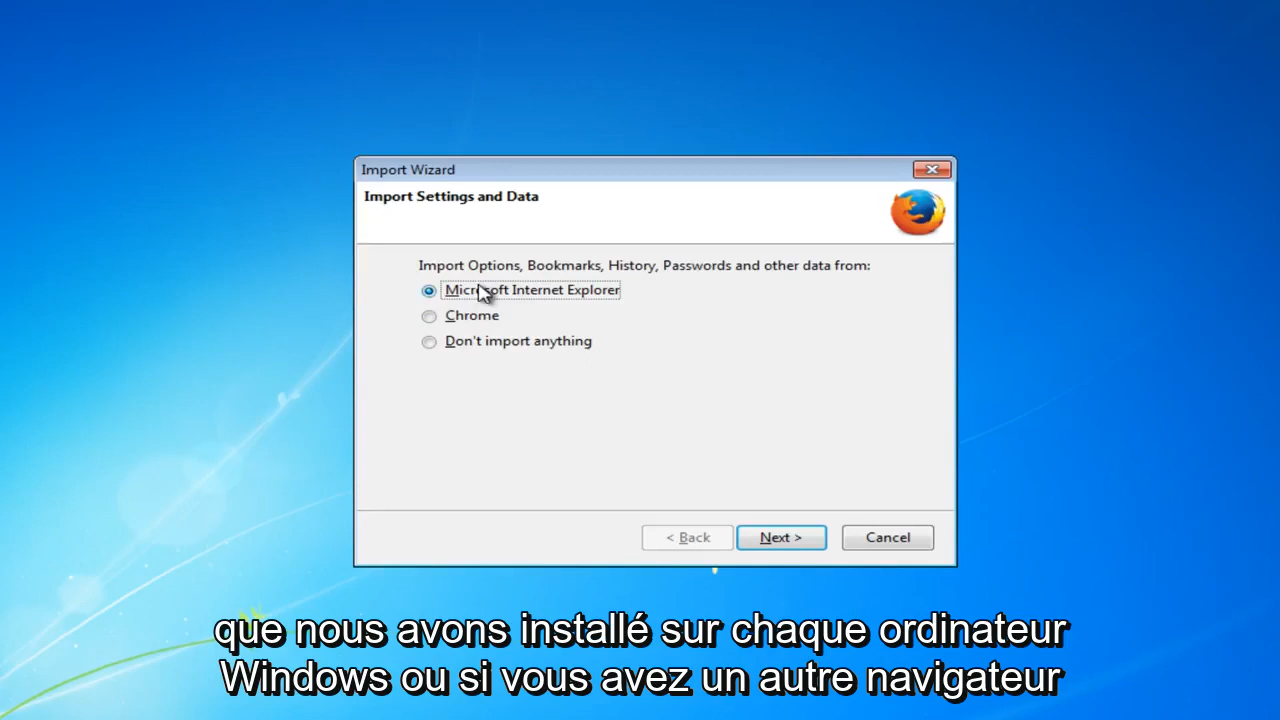 Import Wizard
Import Settings and Data
Import Options, Bookmarks, History, Passwords and other data from:
Microsoft Internet Explorer
Chrome
Don't import anything
< Back Next > Cancel
que nous avons installé sur chaque ordinateur
Windows ou si vous avez un autre navigateur